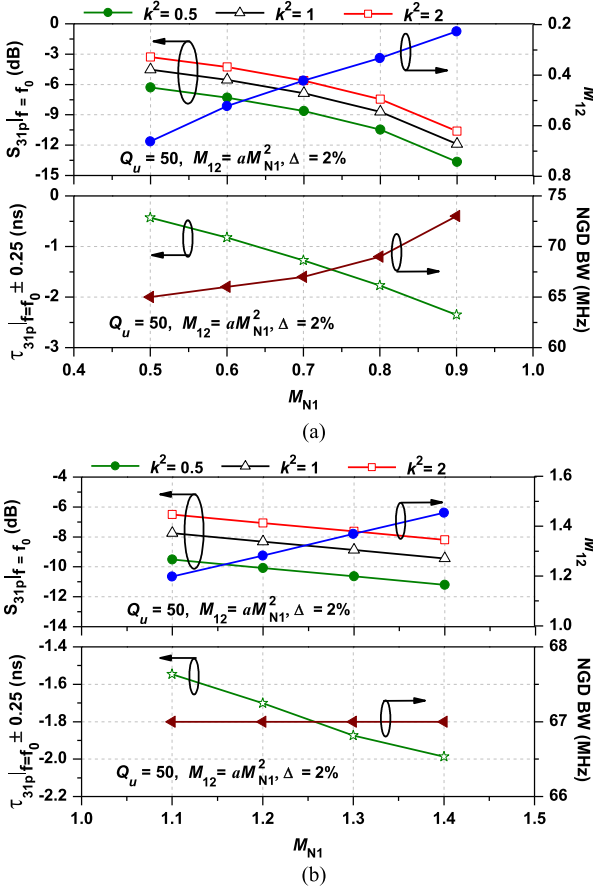 (a)
k²= 0.5 k²= 1 k²= 2
S₃₁ₚ|f = f₀ (dB)
0
-3
-6
-9
-12
-15
0.2
0.4
0.6
0.8
M₁₂
Qᵤ = 50, M₁₂= aM²N1, Δ = 2%
τ₃₁ₚ|f=f₀ ± 0.25 (ns)
0
-1
-2
-3
75
70
65
60
NGD BW (MHz)
Qᵤ = 50, M₁₂= aM²N1, Δ = 2%
0.4 0.5 0.6 0.7 0.8 0.9 1.0
MN1
(a)
k²= 0.5 k²= 1 k²= 2
S₃₁ₚ|f = f₀ (dB)
-4
-6
-8
-10
-12
-14
1.6
1.4
1.2
1.0
M₁₂
Qᵤ = 50, M₁₂= aM²N1, Δ = 2%
τ₃₁ₚ|f=f₀ ± 0.25 (ns)
-1.4
-1.6
-1.8
-2.0
-2.2
68
67
66
NGD BW (MHz)
Qᵤ = 50, M₁₂= aM²N1, Δ = 2%
1.0 1.1 1.2 1.3 1.4 1.5
MN1
(b)